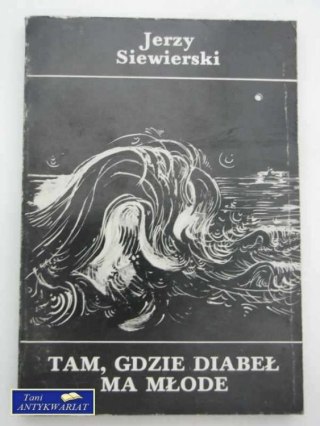 Jerzy
Siewierski
TAM, GDZIE DIABEŁ
MA MŁODE
Tani
ANTYKWARIAT